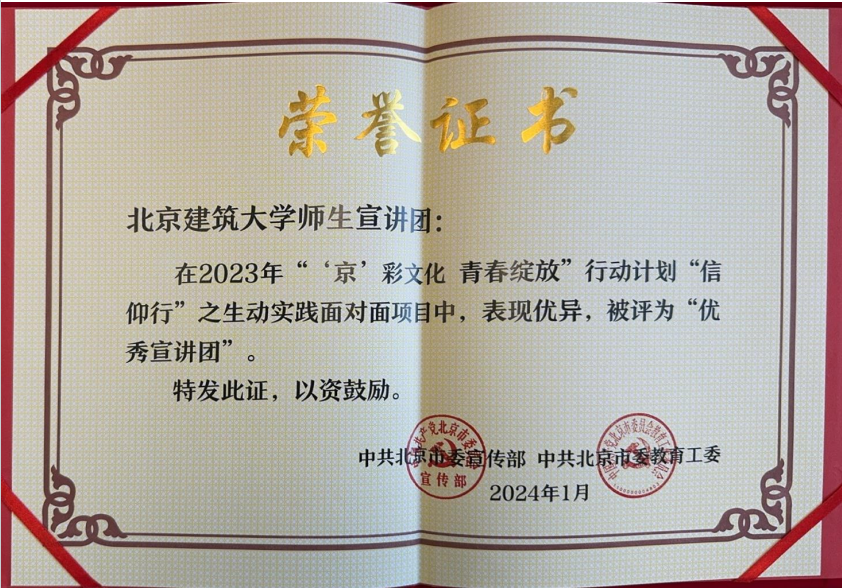 荣誉证书
北京建筑大学师生宣讲团：
在2023年“‘京’彩文化 青春绽放”行动计划“信
仰行”之生动实践面对面项目中，表现优异，被评为“优
秀宣讲团”。
特发此证，以资鼓励。
中共北京市委宣传部 中共北京市委教育工委
2024年1月
宣传部